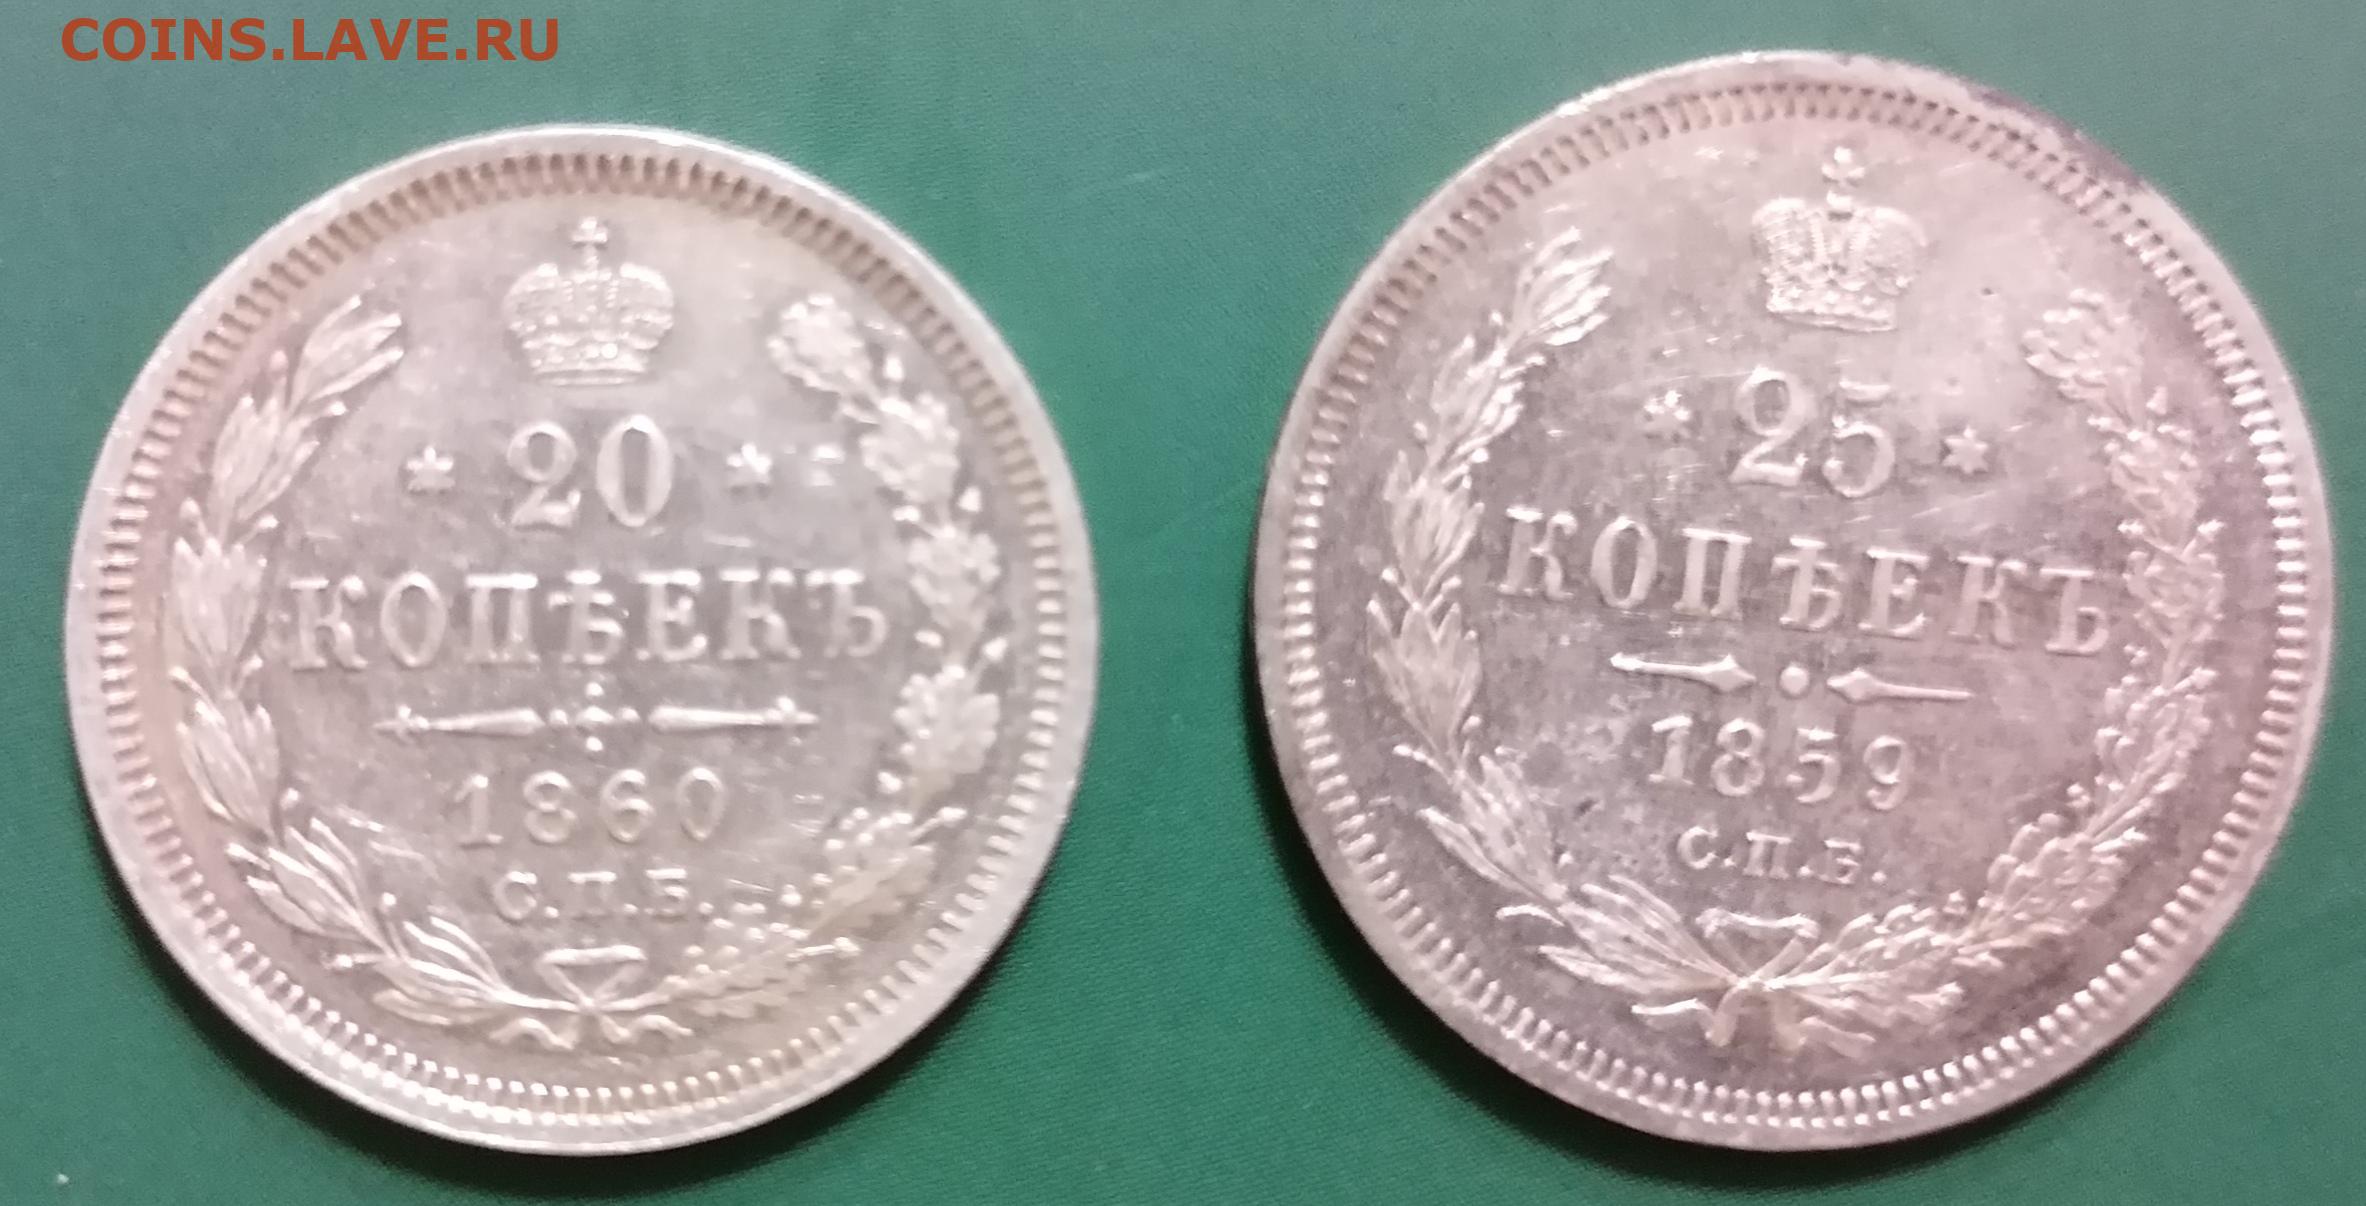 COINS.LAVE.RU
20
КОПѢЕКЪ
1860
С.П.Б.
25
КОПѢЕКЪ
1859
С.П.Б.